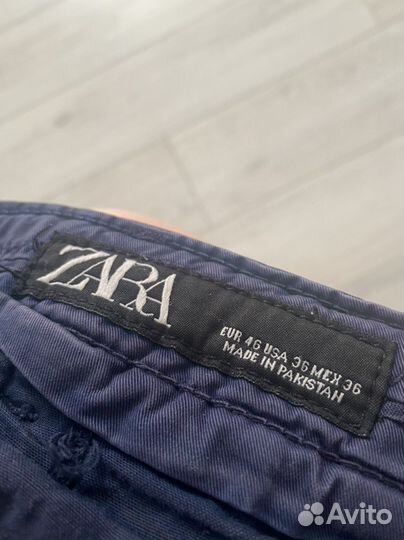 ZARA
EUR 46 USA 36 MEX 36
MADE IN PAKISTAN
Avito